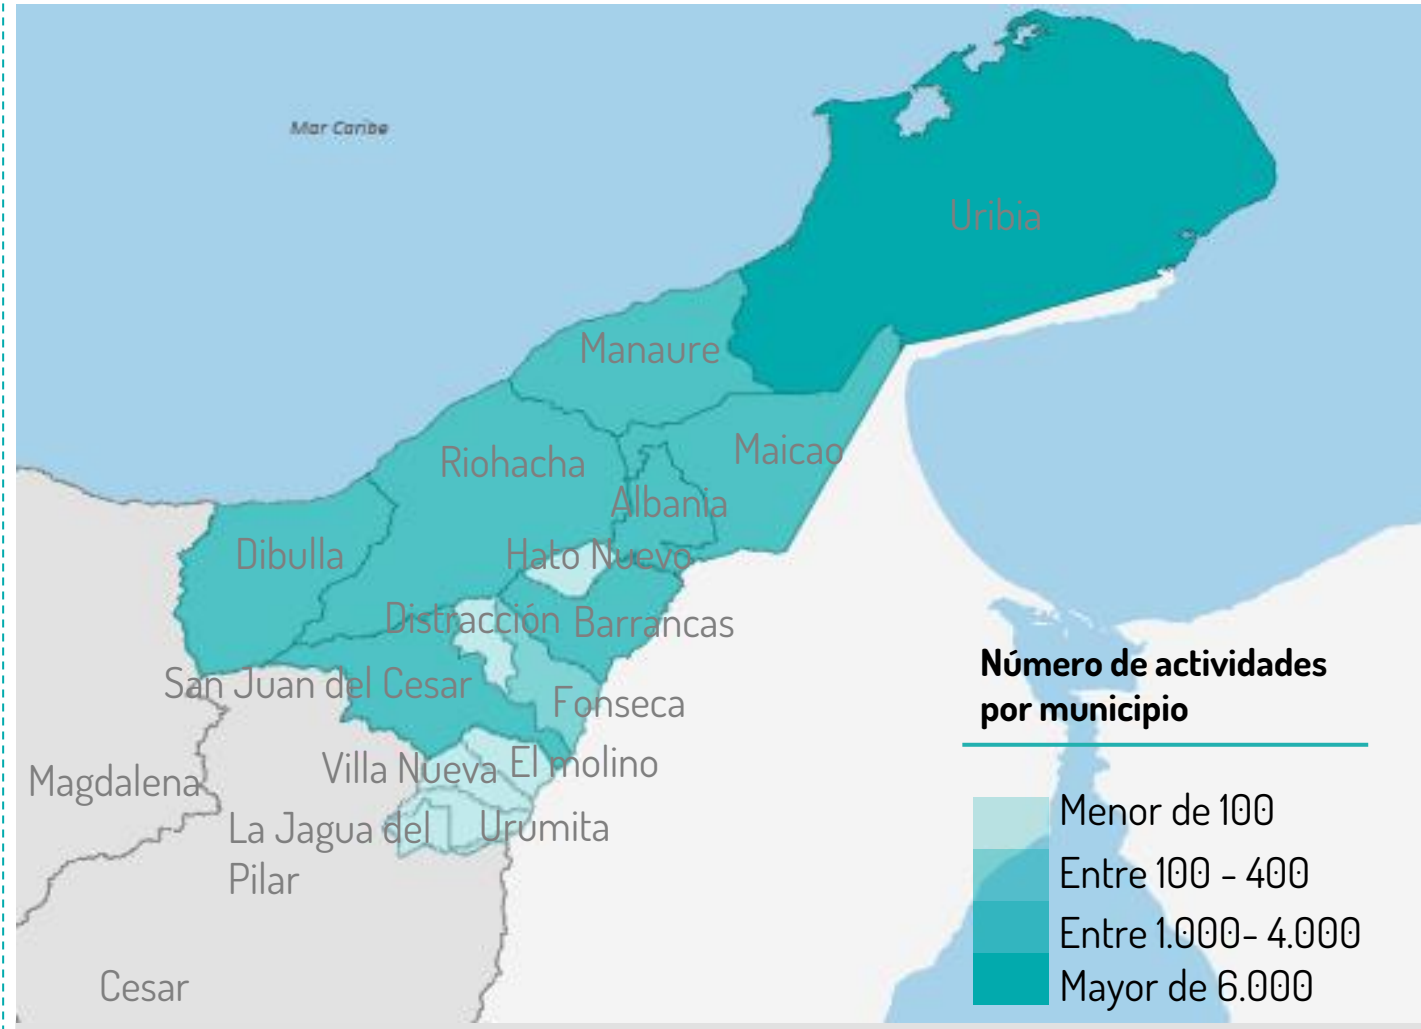 Mar Caribe
Uribia
Manaure
Riohacha
Maicao
Albania
Dibulla
Hato Nuevo
Distracción
Barrancas
San Juan del Cesar
Fonseca
Villa Nueva
El molino
Magdalena
La Jagua del
Pilar
Urumita
Cesar
Número de actividades
por municipio
Menor de 100
Entre 100 - 400
Entre 1.000- 4.000
Mayor de 6.000